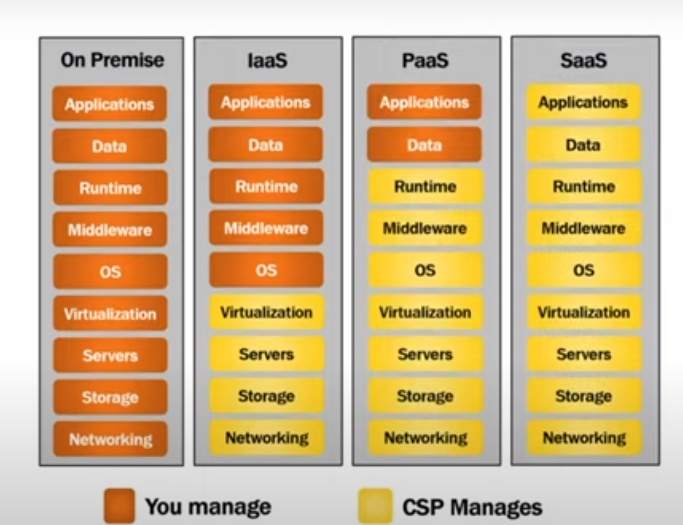 On Premise
Applications
Data
Runtime
Middleware
OS
Virtualization
Servers
Storage
Networking
IaaS
Applications
Data
Runtime
Middleware
OS
Virtualization
Servers
Storage
Networking
PaaS
Applications
Data
Runtime
Middleware
OS
Virtualization
Servers
Storage
Networking
SaaS
Applications
Data
Runtime
Middleware
OS
Virtualization
Servers
Storage
Networking
You manage
CSP Manages